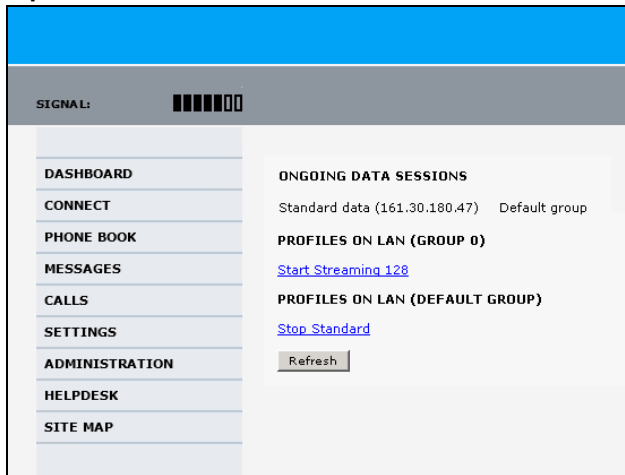 SIGNAL:
DASHBOARD
CONNECT
PHONE BOOK
MESSAGES
CALLS
SETTINGS
ADMINISTRATION
HELPDESK
SITE MAP
ONGOING DATA SESSIONS
Standard data (161.30.180.47) Default group
PROFILES ON LAN (GROUP 0)
Start Streaming 128
PROFILES ON LAN (DEFAULT GROUP)
Stop Standard
Refresh